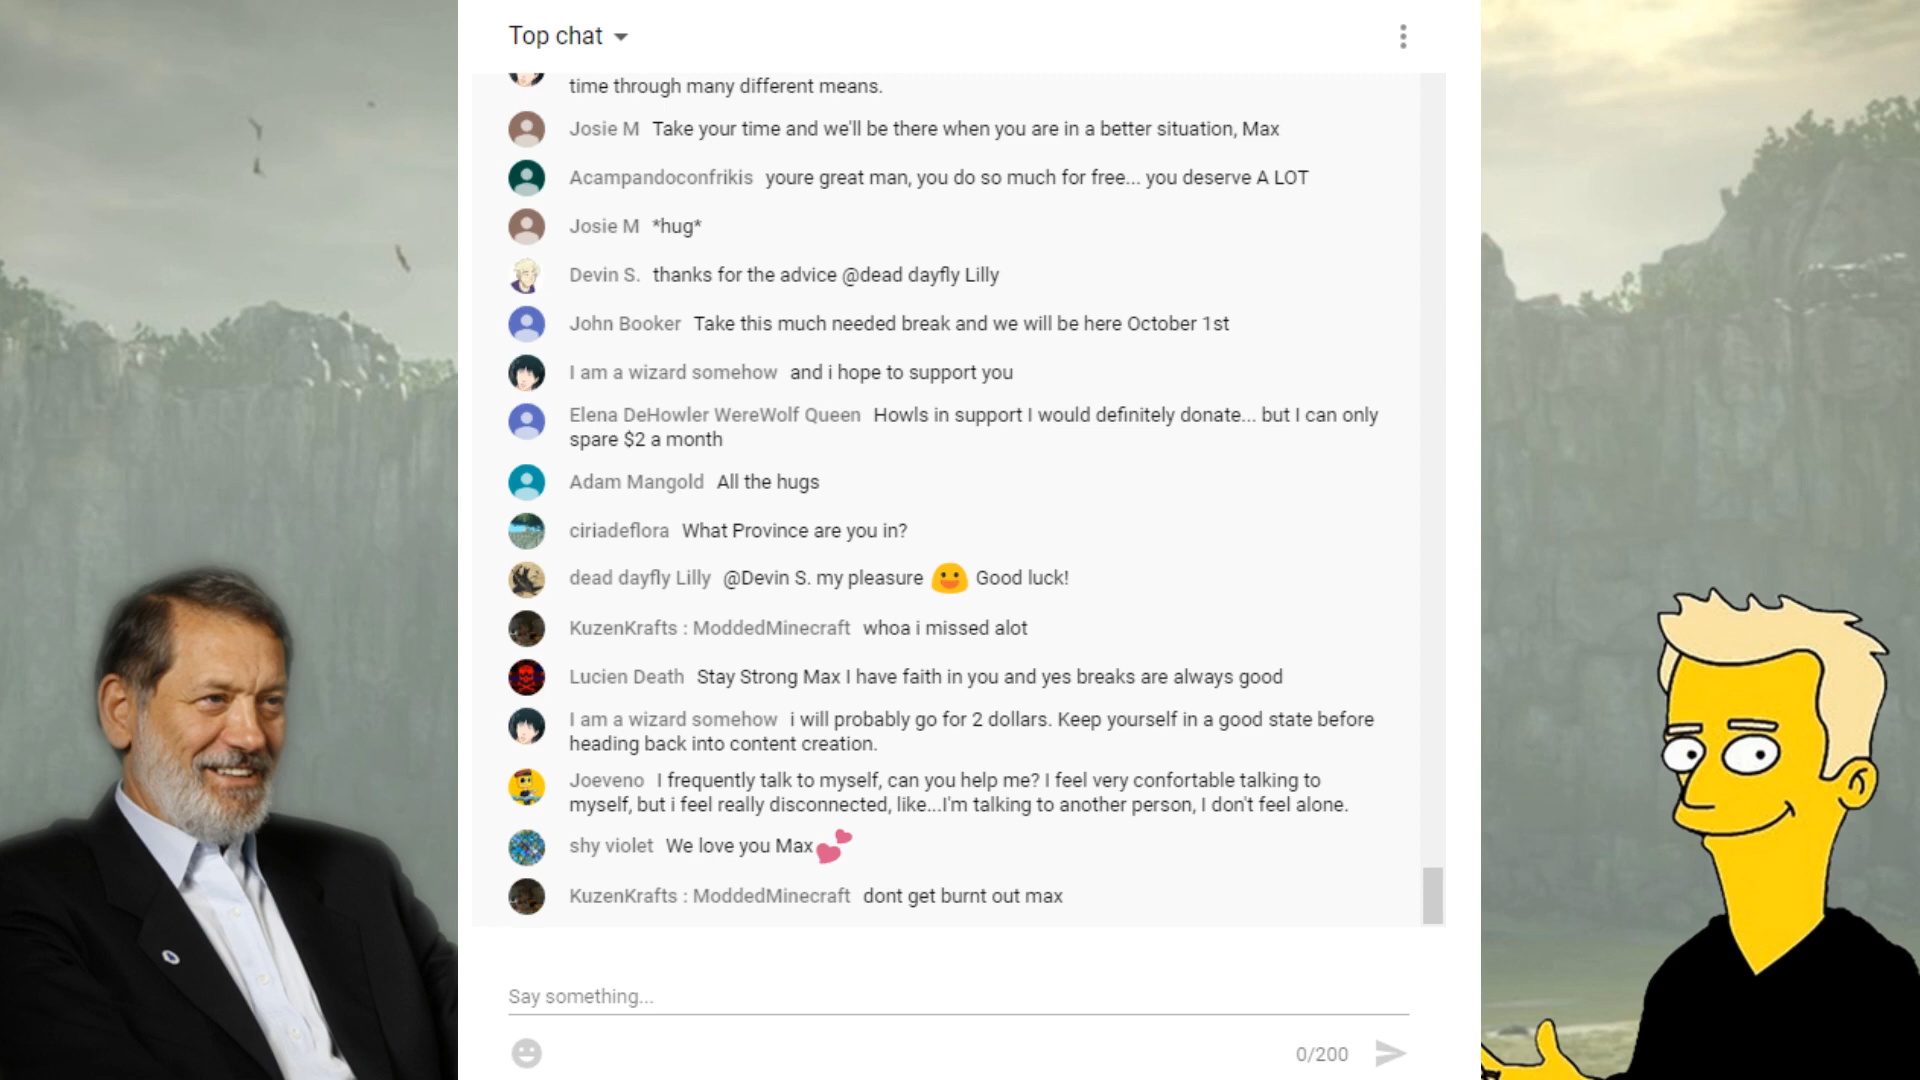 Top chat
time through many different means.
Josie M Take your time and we'll be there when you are in a better situation, Max
Acampandoconfrikis youre great man, you do so much for free... you deserve A LOT
Josie M *hug*
Devin S. thanks for the advice @dead dayfly Lilly
John Booker Take this much needed break and we will be here October 1st
I am a wizard somehow and i hope to support you
Elena DeHowler WereWolf Queen Howls in support I would definitely donate... but I can only
spare $2 a month
Adam Mangold All the hugs
ciriadeflora What Province are you in?
dead dayfly Lilly @Devin S. my pleasure 😃 Good luck!
KuzenKrafts : ModdedMinecraft whoa i missed alot
Lucien Death Stay Strong Max I have faith in you and yes breaks are always good
I am a wizard somehow i will probably go for 2 dollars. Keep yourself in a good state before
heading back into content creation.
Joeveno I frequently talk to myself, can you help me? I feel very confortable talking to
myself, but i feel really disconnected, like...I'm talking to another person, I don't feel alone.
shy violet We love you Max💕
KuzenKrafts : ModdedMinecraft dont get burnt out max
Say something...
0/200